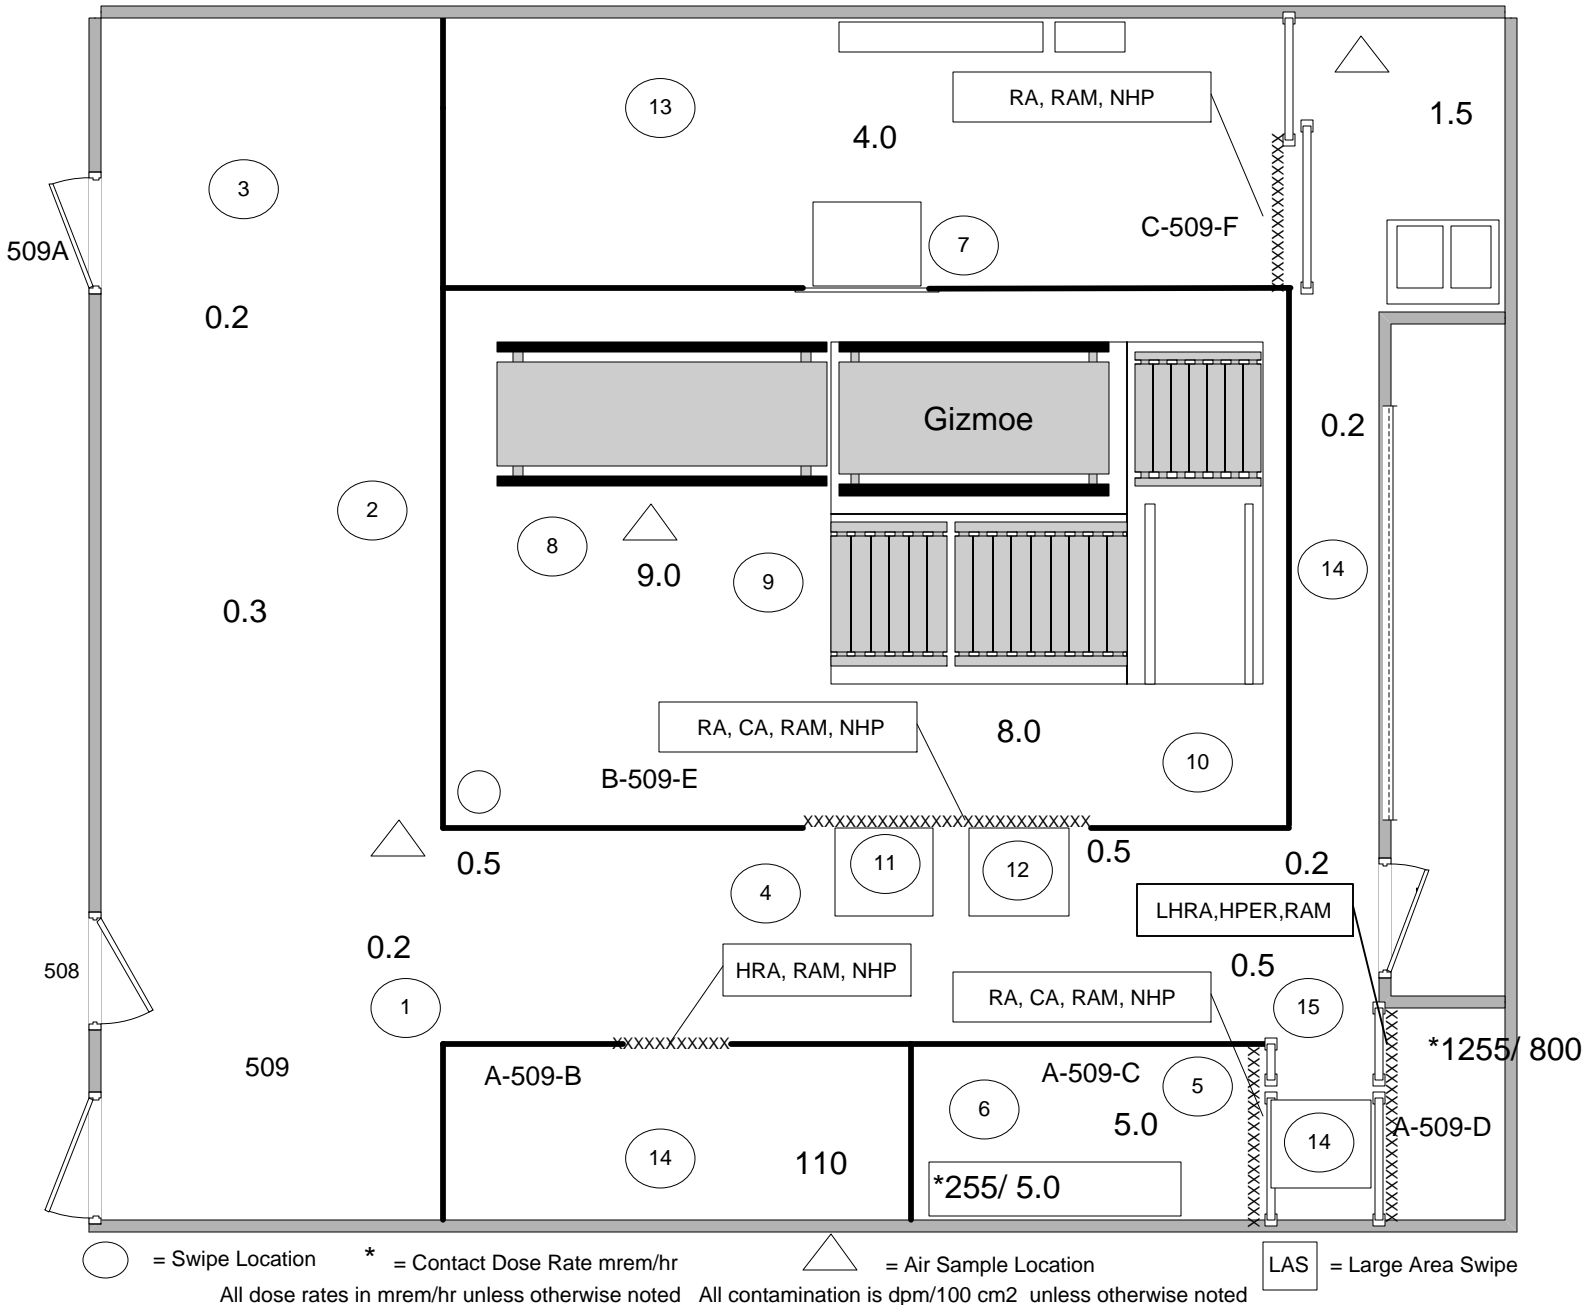 13
RA, RAM, NHP
1.5
4.0
3
C-509-F
7
509A
0.2
Gizmoe
0.2
2
8
9.0
9
14
0.3
RA, CA, RAM, NHP
8.0
10
B-509-E
0.5
11
12
0.5
0.2
4
LHRA,HPER,RAM
0.2
508
HRA, RAM, NHP
0.5
RA, CA, RAM, NHP
1
15
*1255/ 800
509
A-509-B
A-509-C
5
6
5.0
A-509-D
14
110
14
*255/ 5.0
= Swipe Location
* = Contact Dose Rate mrem/hr
= Air Sample Location
LAS = Large Area Swipe
All dose rates in mrem/hr unless otherwise noted All contamination is dpm/100 cm2 unless otherwise noted